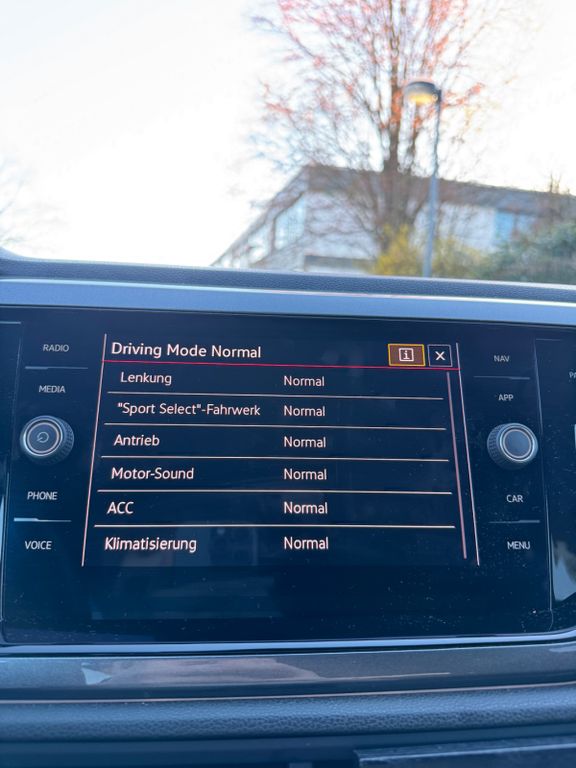 RADIO
MEDIA
PHONE
VOICE
Driving Mode Normal
Lenkung Normal
"Sport Select"-Fahrwerk Normal
Antrieb Normal
Motor-Sound Normal
ACC Normal
Klimatisierung Normal
NAV
APP
CAR
MENU